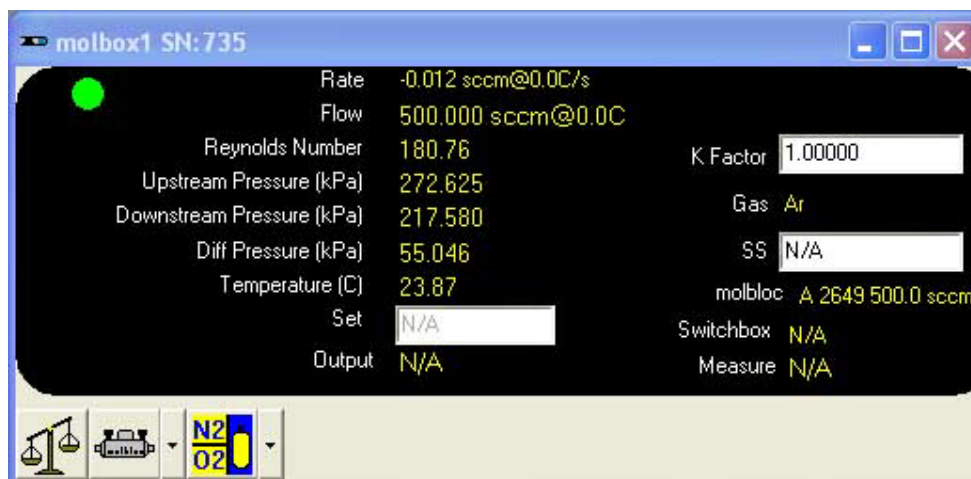 molbox1 SN: 735
Rate -0.012 sccm@0.0C/s
Flow 500.000 sccm@0.0C
Reynolds Number 180.76
K Factor 1.00000
Upstream Pressure (kPa) 272.625
Gas Ar
Downstream Pressure (kPa) 217.580
Diff Pressure (kPa) 55.046
SS N/A
Temperature (C) 23.87
molbloc A 2649 500.0 sccm
Set N/A
Switchbox N/A
Output N/A
Measure N/A
N2
O2